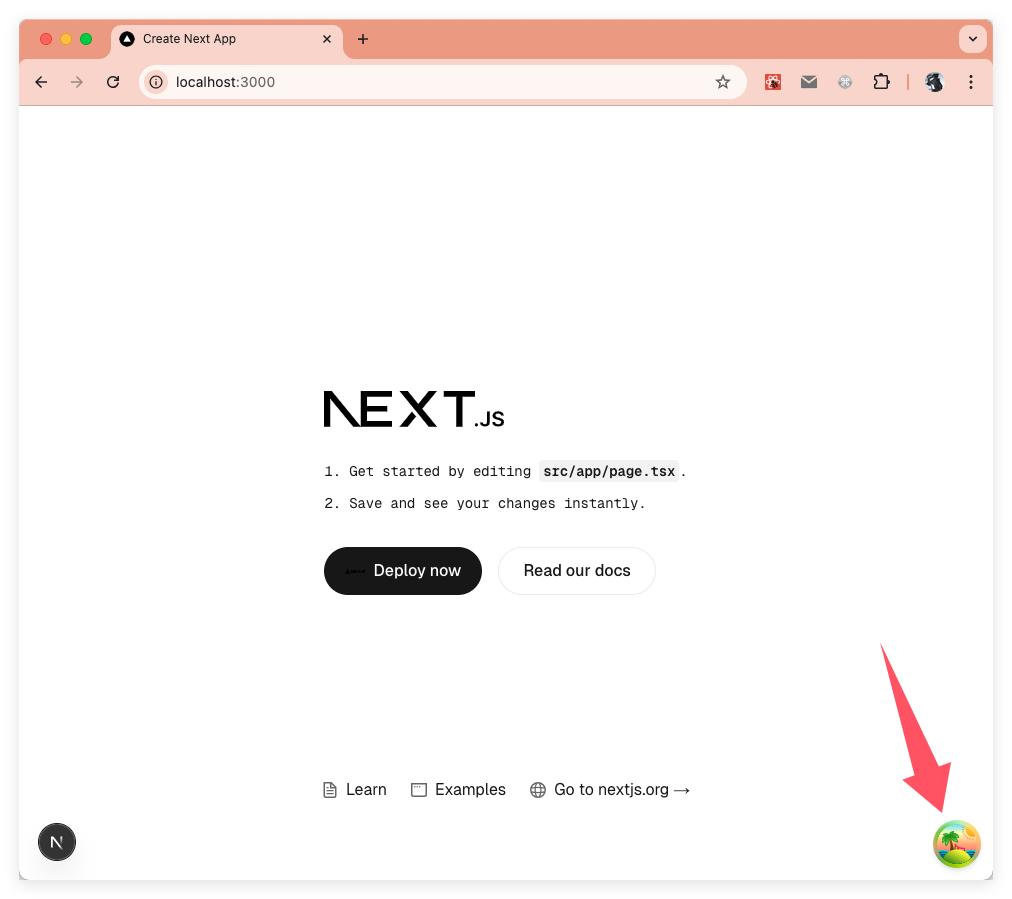 Create Next App
localhost:3000
NEXT.JS
1. Get started by editing src/app/page.tsx.
2. Save and see your changes instantly.
Deploy now
Read our docs
Learn
Examples
Go to nextjs.org →
N